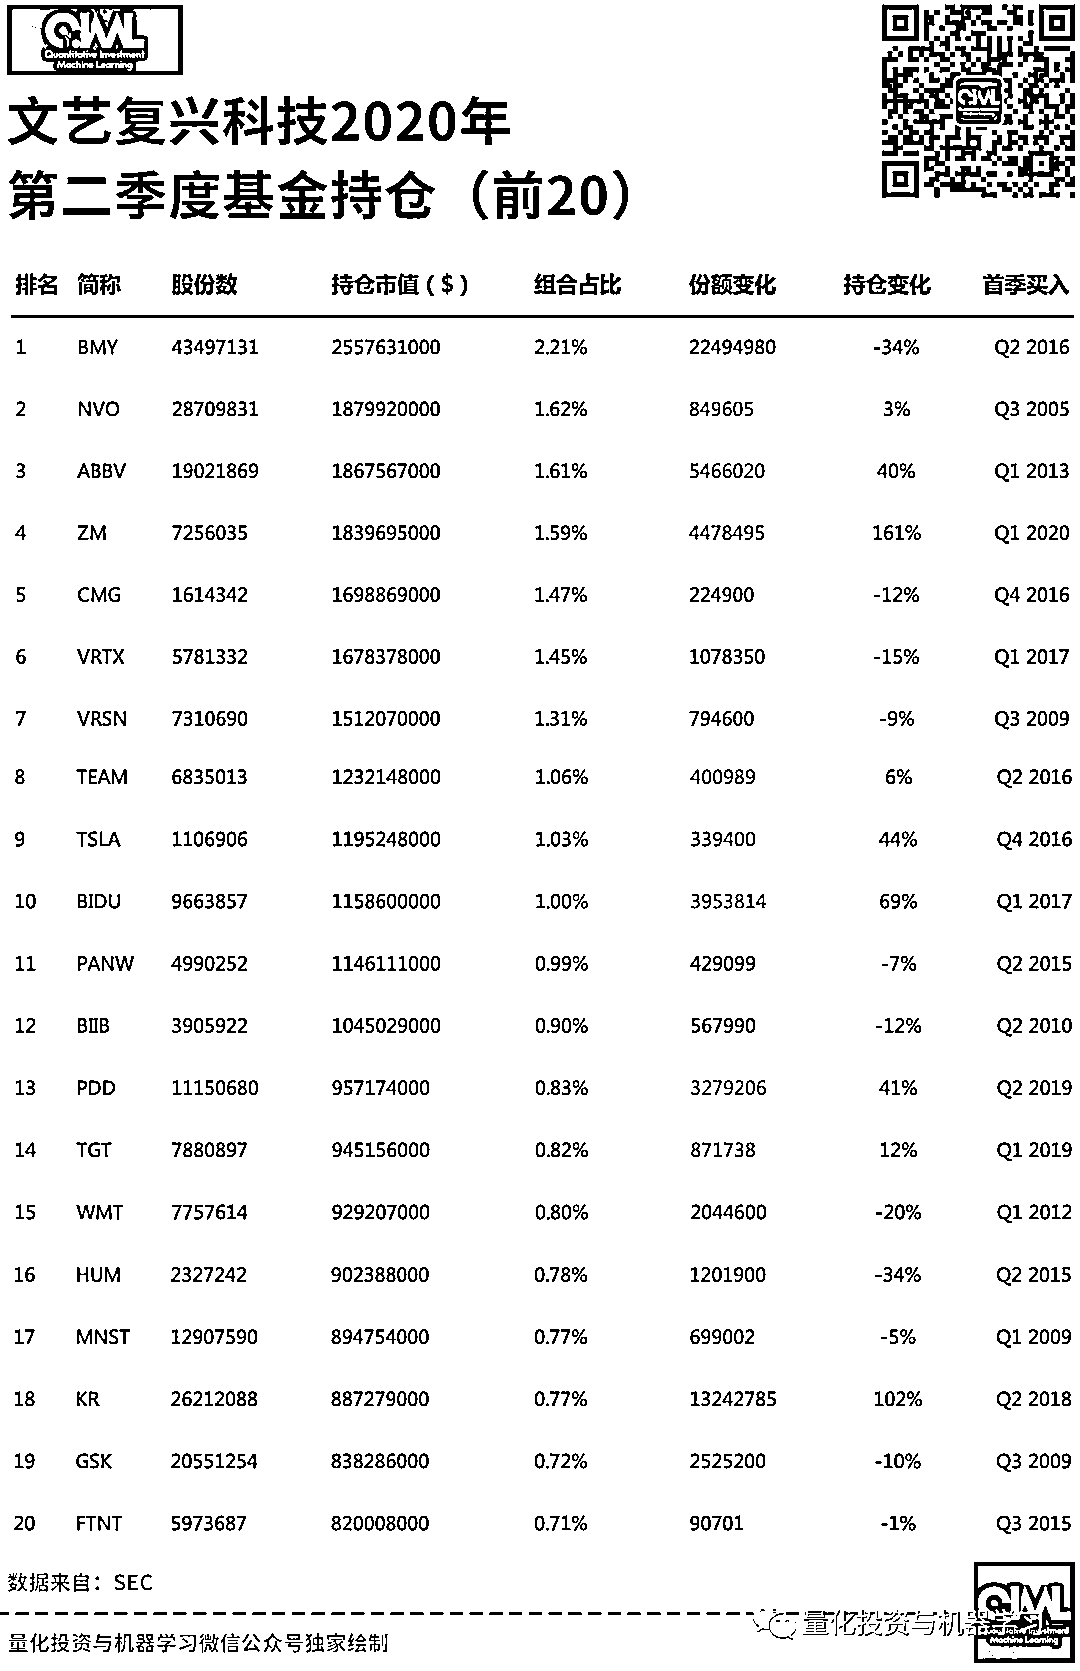 QIML
Quantitative Investment
Machine Learning
QIML
文艺复兴科技2020年
第二季度基金持仓（前20）
排名 简称 股份数 持仓市值（$） 组合占比 份额变化 持仓变化 首季买入
1 BMY 43497131 2557631000 2.21% 22494980 -34% Q2 2016
2 NVO 28709831 1879920000 1.62% 849605 3% Q3 2005
3 ABBV 19021869 1867567000 1.61% 5466020 40% Q1 2013
4 ZM 7256035 1839695000 1.59% 4478495 161% Q1 2020
5 CMG 1614342 1698869000 1.47% 224900 -12% Q4 2016
6 VRTX 5781332 1678378000 1.45% 1078350 -15% Q1 2017
7 VRSN 7310690 1512070000 1.31% 794600 -9% Q3 2009
8 TEAM 6835013 1232148000 1.06% 400989 6% Q2 2016
9 TSLA 1106906 1195248000 1.03% 339400 44% Q4 2016
10 BIDU 9663857 1158600000 1.00% 3953814 69% Q1 2017
11 PANW 4990252 1146111000 0.99% 429099 -7% Q2 2015
12 BIIB 3905922 1045029000 0.90% 567990 -12% Q2 2010
13 PDD 11150680 957174000 0.83% 3279206 41% Q2 2019
14 TGT 7880897 945156000 0.82% 871738 12% Q1 2019
15 WMT 7757614 929207000 0.80% 2044600 -20% Q1 2012
16 HUM 2327242 902388000 0.78% 1201900 -34% Q2 2015
17 MNST 12907590 894754000 0.77% 699002 -5% Q1 2009
18 KR 26212088 887279000 0.77% 13242785 102% Q2 2018
19 GSK 20551254 838286000 0.72% 2525200 -10% Q3 2009
20 FTNT 5973687 820008000 0.71% 90701 -1% Q3 2015
数据来自：SEC
量化投资与机器学习微信公众号独家绘制
量化投资与机器学习
QIML
Machine Learning